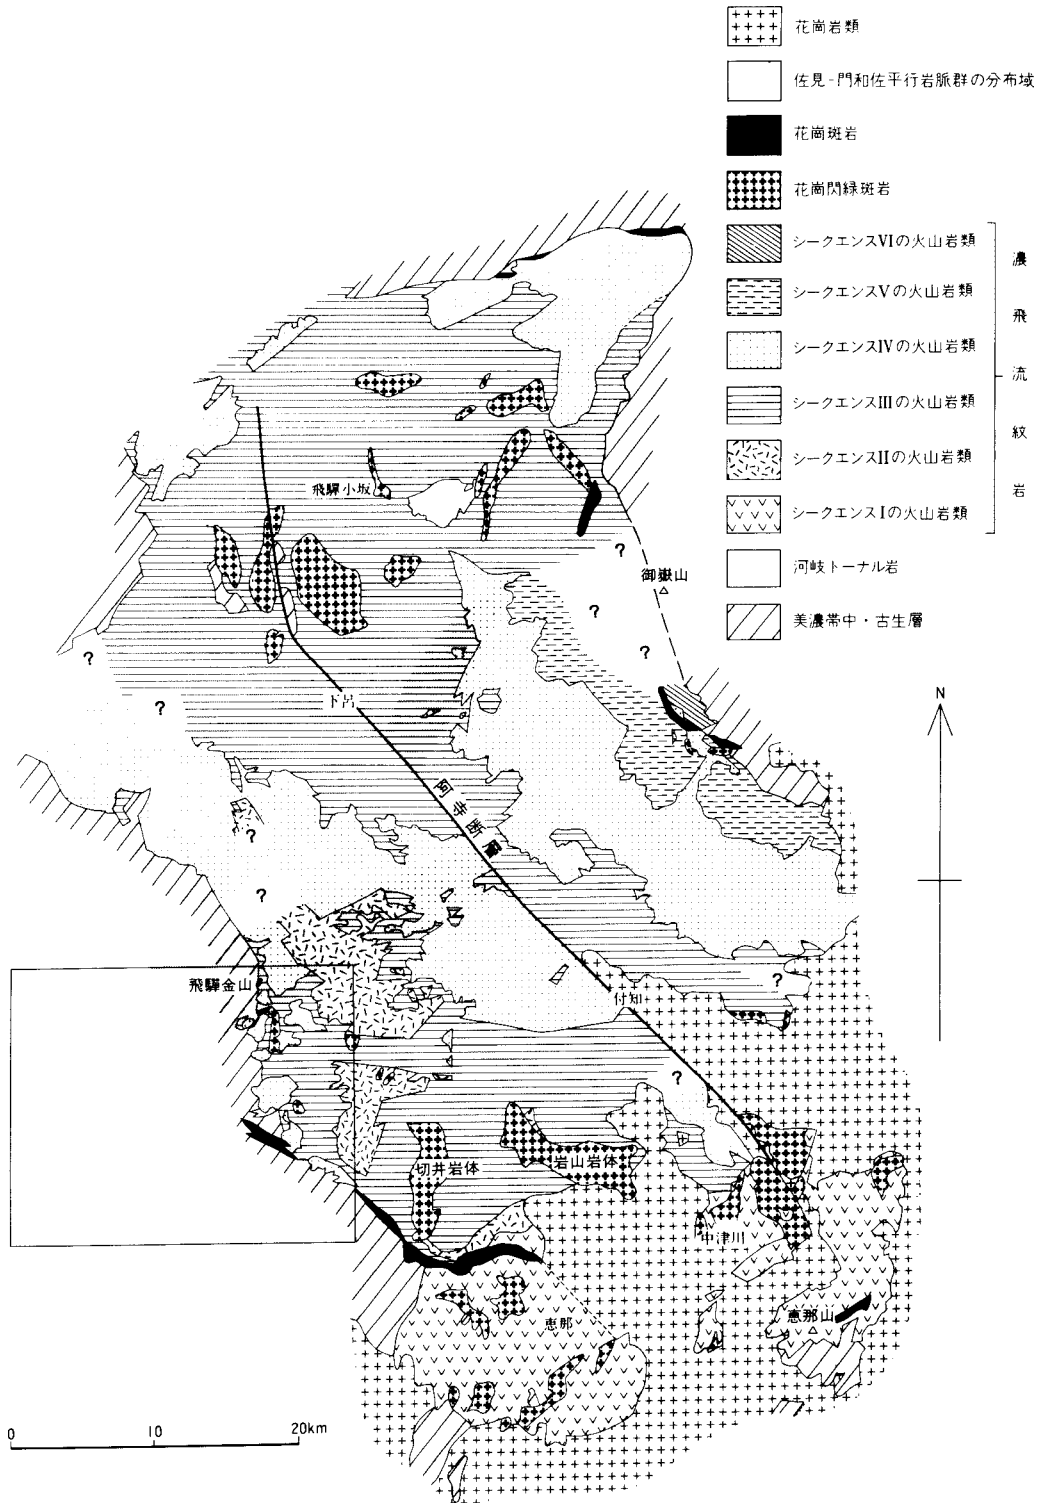 花崗岩類
佐見-門和佐平行岩脈群の分布域
花崗斑岩
花崗閃緑斑岩
シークエンスVIの火山岩類
シークエンスVの火山岩類
シークエンスIVの火山岩類
シークエンスIIIの火山岩類
シークエンスIIの火山岩類
シークエンスIの火山岩類
濃飛流紋岩
河岐トーナル岩
美濃帯中・古生層
飛騨小坂
?
御嶽山
?
?
?
?
下呂
N
阿寺断層
?
?
飛騨金山
?
付知
?
切井岩体
岩山岩体
中津川
恵那山
恵那
0 10 20km